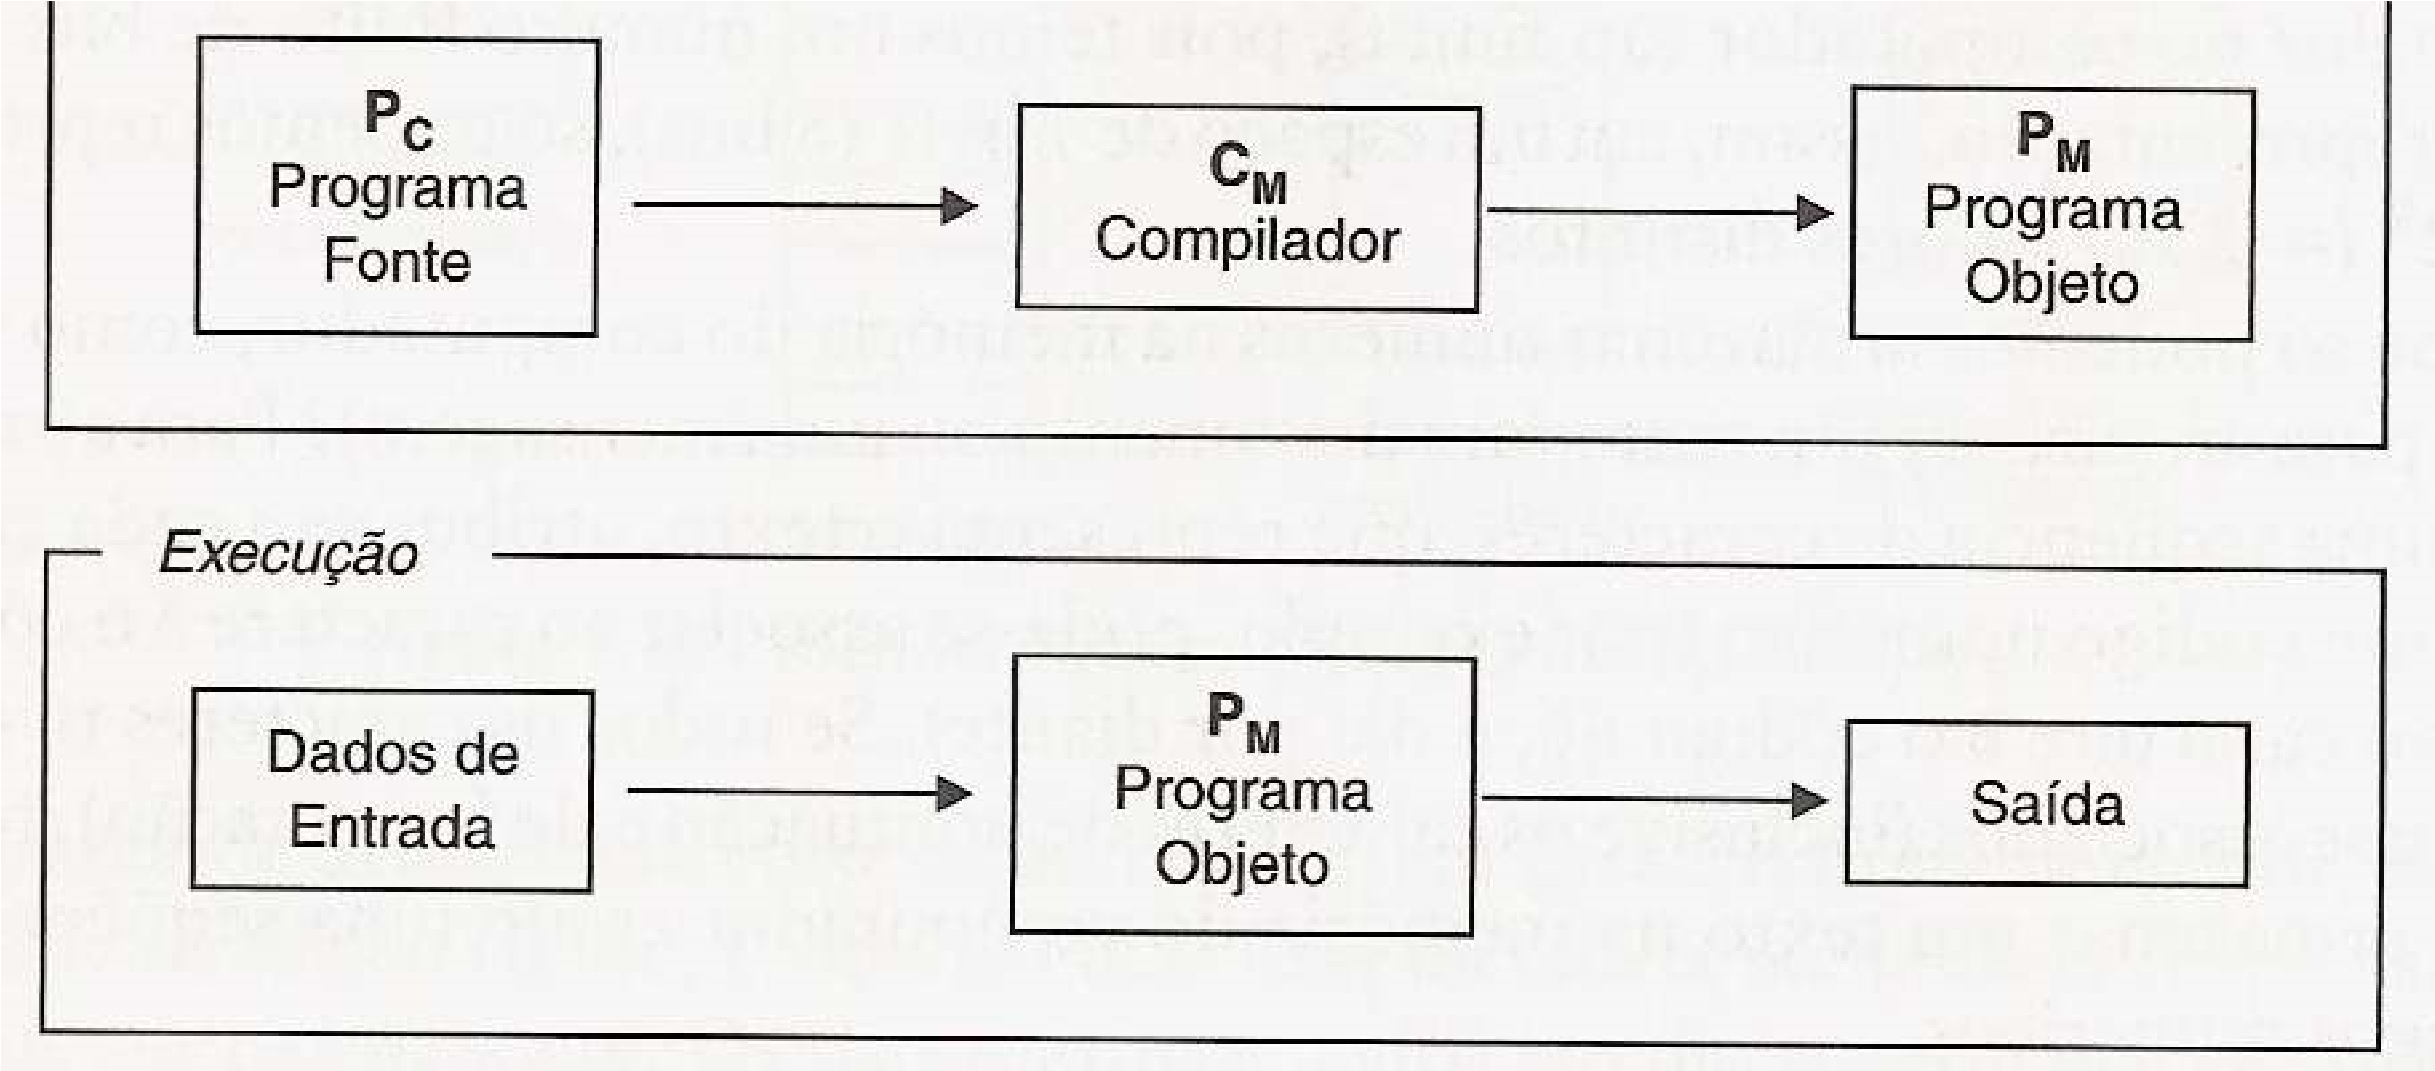 P_C
Programa
Fonte
C_M
Compilador
P_M
Programa
Objeto
Execução
Dados de
Entrada
P_M
Programa
Objeto
Saída